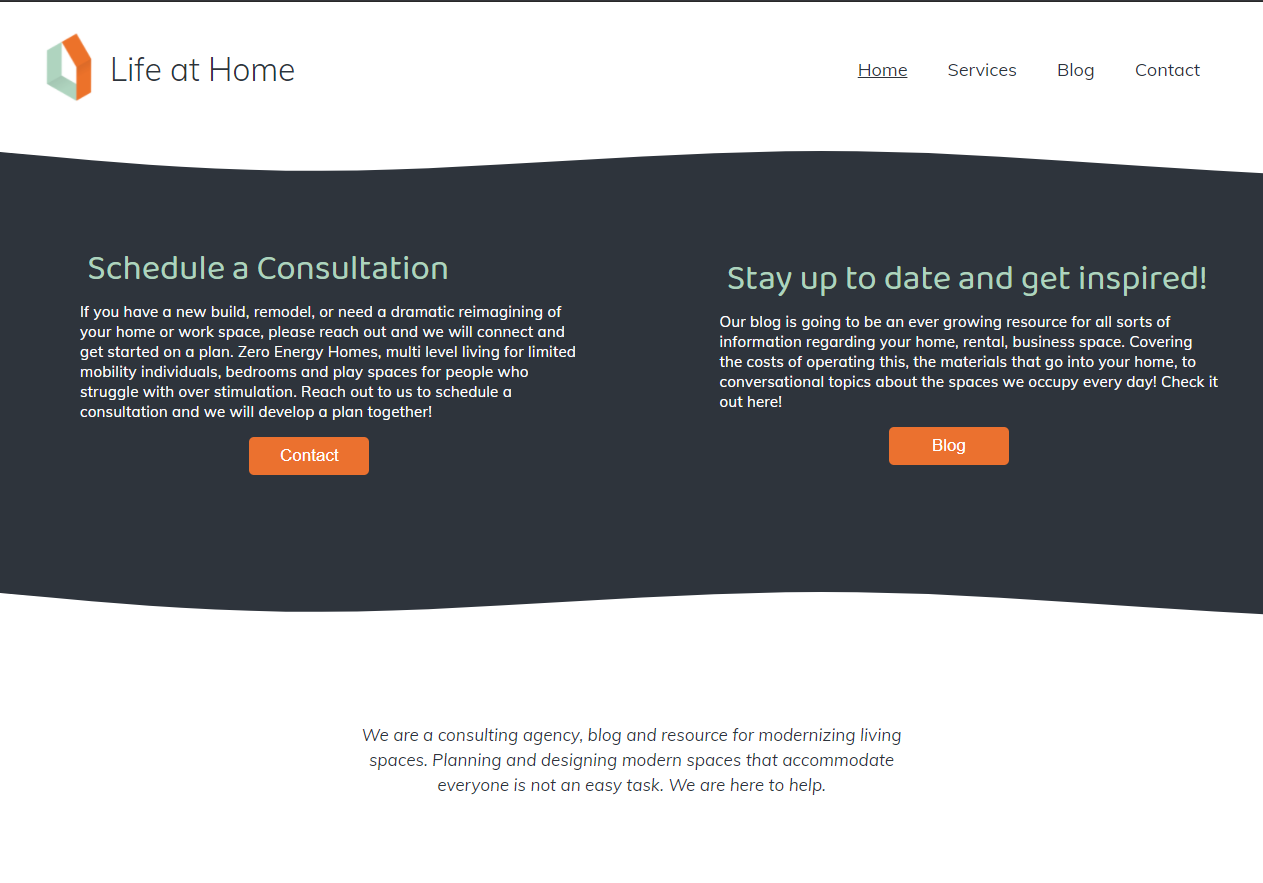 Life at Home
Home
Services
Blog
Contact
Schedule a Consultation
If you have a new build, remodel, or need a dramatic reimagining of
your home or work space, please reach out and we will connect and
get started on a plan. Zero Energy Homes, multi level living for limited
mobility individuals, bedrooms and play spaces for people who
struggle with over stimulation. Reach out to us to schedule a
consultation and we will develop a plan together!
Contact
Stay up to date and get inspired!
Our blog is going to be an ever growing resource for all sorts of
information regarding your home, rental, business space. Covering
the costs of operating this, the materials that go into your home, to
conversational topics about the spaces we occupy every day! Check it
out here!
Blog
We are a consulting agency, blog and resource for modernizing living
spaces. Planning and designing modern spaces that accommodate
everyone is not an easy task. We are here to help.